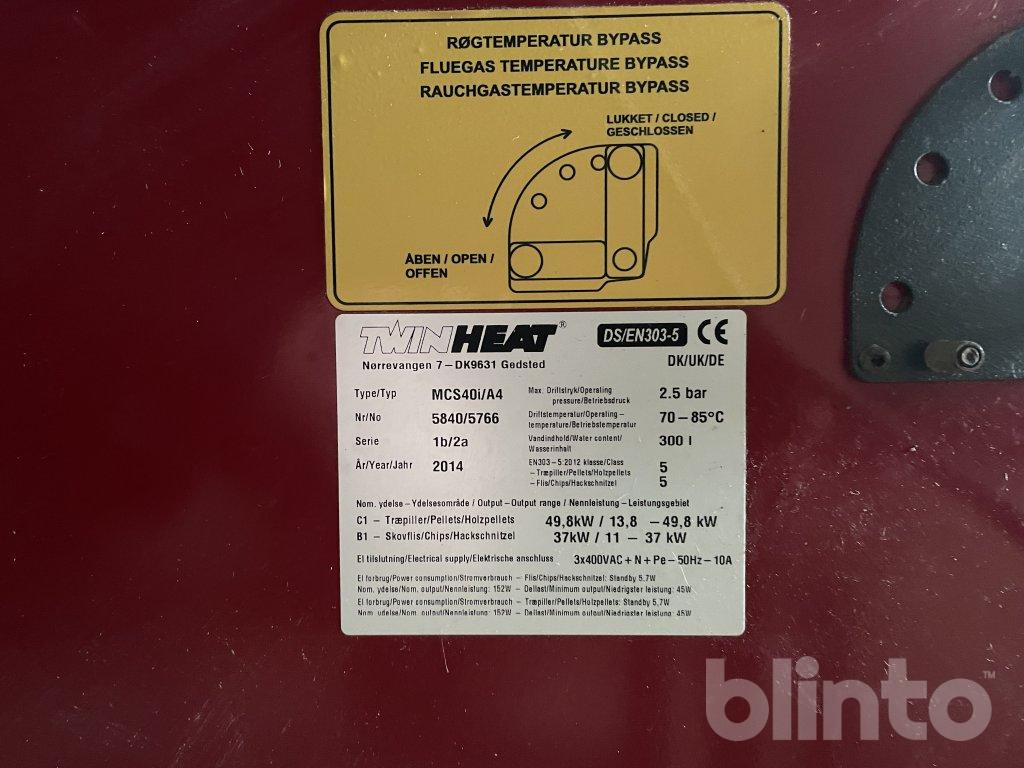 RØGTEMPERATUR BYPASS
FLUEGAS TEMPERATURE BYPASS
RAUCHGASTEMPERATUR BYPASS
LUKKET / CLOSED /
GESCHLOSSEN
ÅBEN / OPEN /
OFFEN
TWINHEAT® DS/EN303-5 CE
Nørrevangen 7 – DK9631 Gedsted DK/UK/DE
Type/Typ MCS40i/A4
Nr/No 5840/5766
Serie 1b/2a
År/Year/Jahr 2014
Max. Driftstryk/Operating
pressure/Betriebsdruck 2.5 bar
Driftstemperatur/Operating –
temperature/Betriebstemperatur 70 – 85°C
Vandindhold/Water content/
Wasserinhalt 300 l
EN303 – 5:2012 klasse/Class
– Træpiller/Pellets/Holzpellets 5
– Flis/Chips/Hackschnitzel 5
Nom. ydelse – Ydelsesområde / Output – Output range / Nennleistung – Leistungsgebiet
C1 – Træpiller/Pellets/Holzpellets 49,8kW / 13,8 – 49,8 kW
B1 – Skovflis/Chips/Hackschnitzel 37kW / 11 – 37 kW
El tilslutning/Electrical supply/Elektrische anschluss 3x400VAC + N + Pe – 50Hz – 10A
El forbrug/Power consumption/Stromverbrauch – Flis/Chips/Hackschnitzel: Standby 5,7W
Nom. ydelse/Nom. output/Nennleistung: 152W – Dellast/Minimum output/Niedrigster leistung: 45W
El forbrug/Power consumption/Stromverbrauch – Træpiller/Pellets/Holzpellets: Standby 5,7W
Nom. ydelse/Nom. output/Nennleistung: 152W – Dellast/Minimum output/Niedrigster leistung: 45W
blinto™